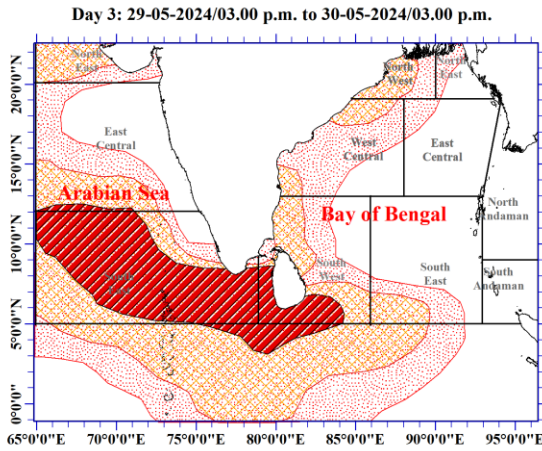 Day 3: 29-05-2024/03.00 p.m. to 30-05-2024/03.00 p.m.
North
East
North
West
North
East
20°0'0"N
East
Central
West
Central
East
Central
15°0'0"N
Arabian Sea
Bay of Bengal
North
Andaman
10°0'0"N
South
West
South
East
South
Andaman
5°0'0"N
0°0'0"
65°0'0"E
70°0'0"E
75°0'0"E
80°0'0"E
85°0'0"E
90°0'0"E
95°0'0"E